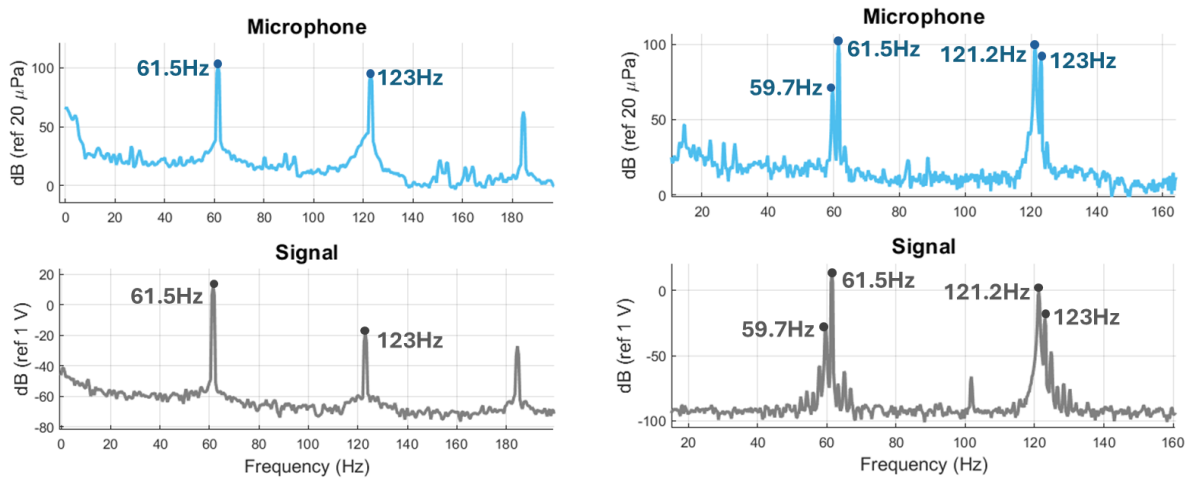 Microphone
dB (ref 20 μPa)
100
50
0
61.5Hz
123Hz
0 20 40 60 80 100 120 140 160 180
Signal
dB (ref 1 V)
20
0
-20
-40
-60
-80
61.5Hz
123Hz
0 20 40 60 80 100 120 140 160 180
Frequency (Hz)
Microphone
dB (ref 20 μPa)
100
50
0
59.7Hz
61.5Hz
121.2Hz
123Hz
20 40 60 80 100 120 140 160
Signal
dB (ref 1 V)
0
-50
-100
59.7Hz
61.5Hz
121.2Hz
123Hz
20 40 60 80 100 120 140 160
Frequency (Hz)